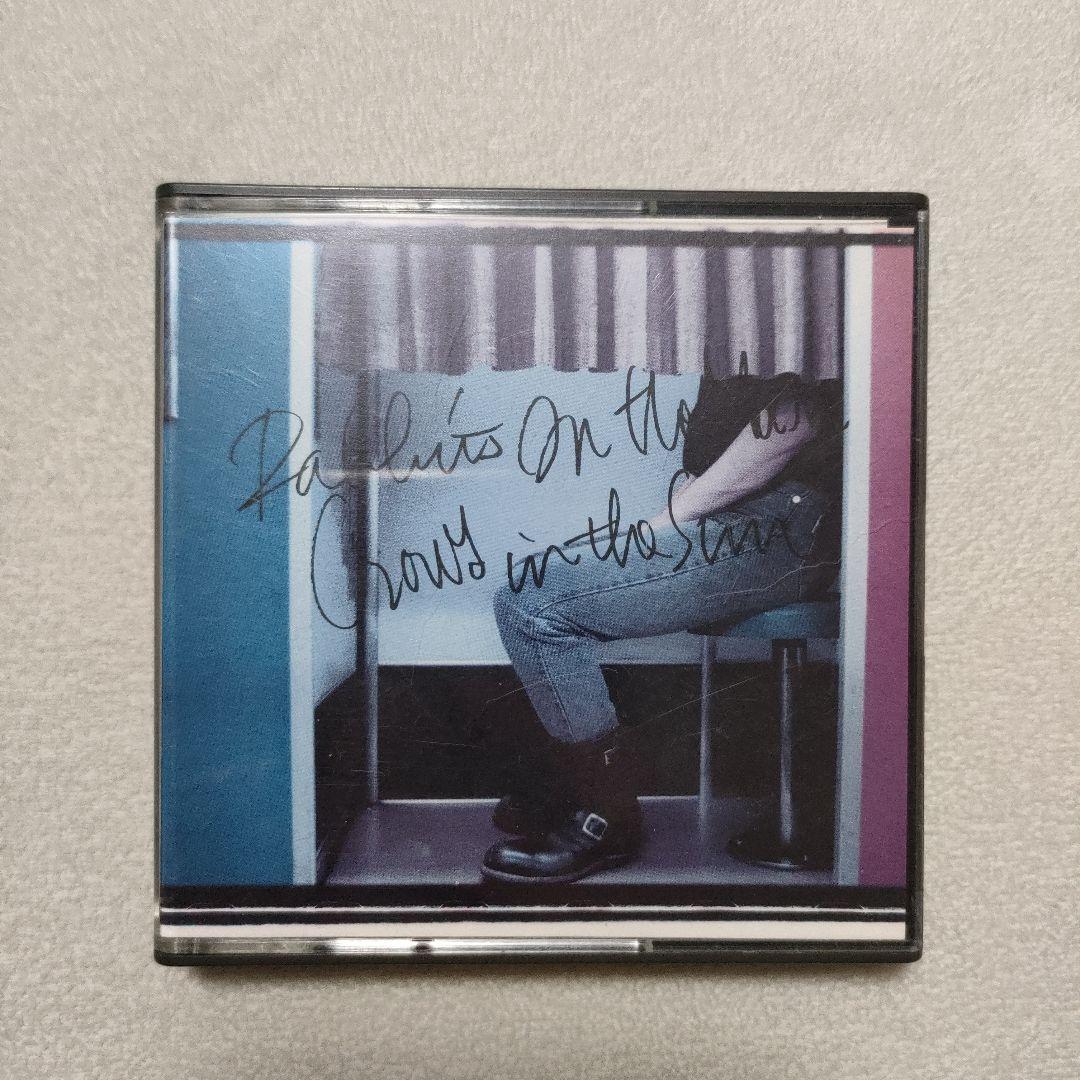 Rabbits On the
Crows in the Sun